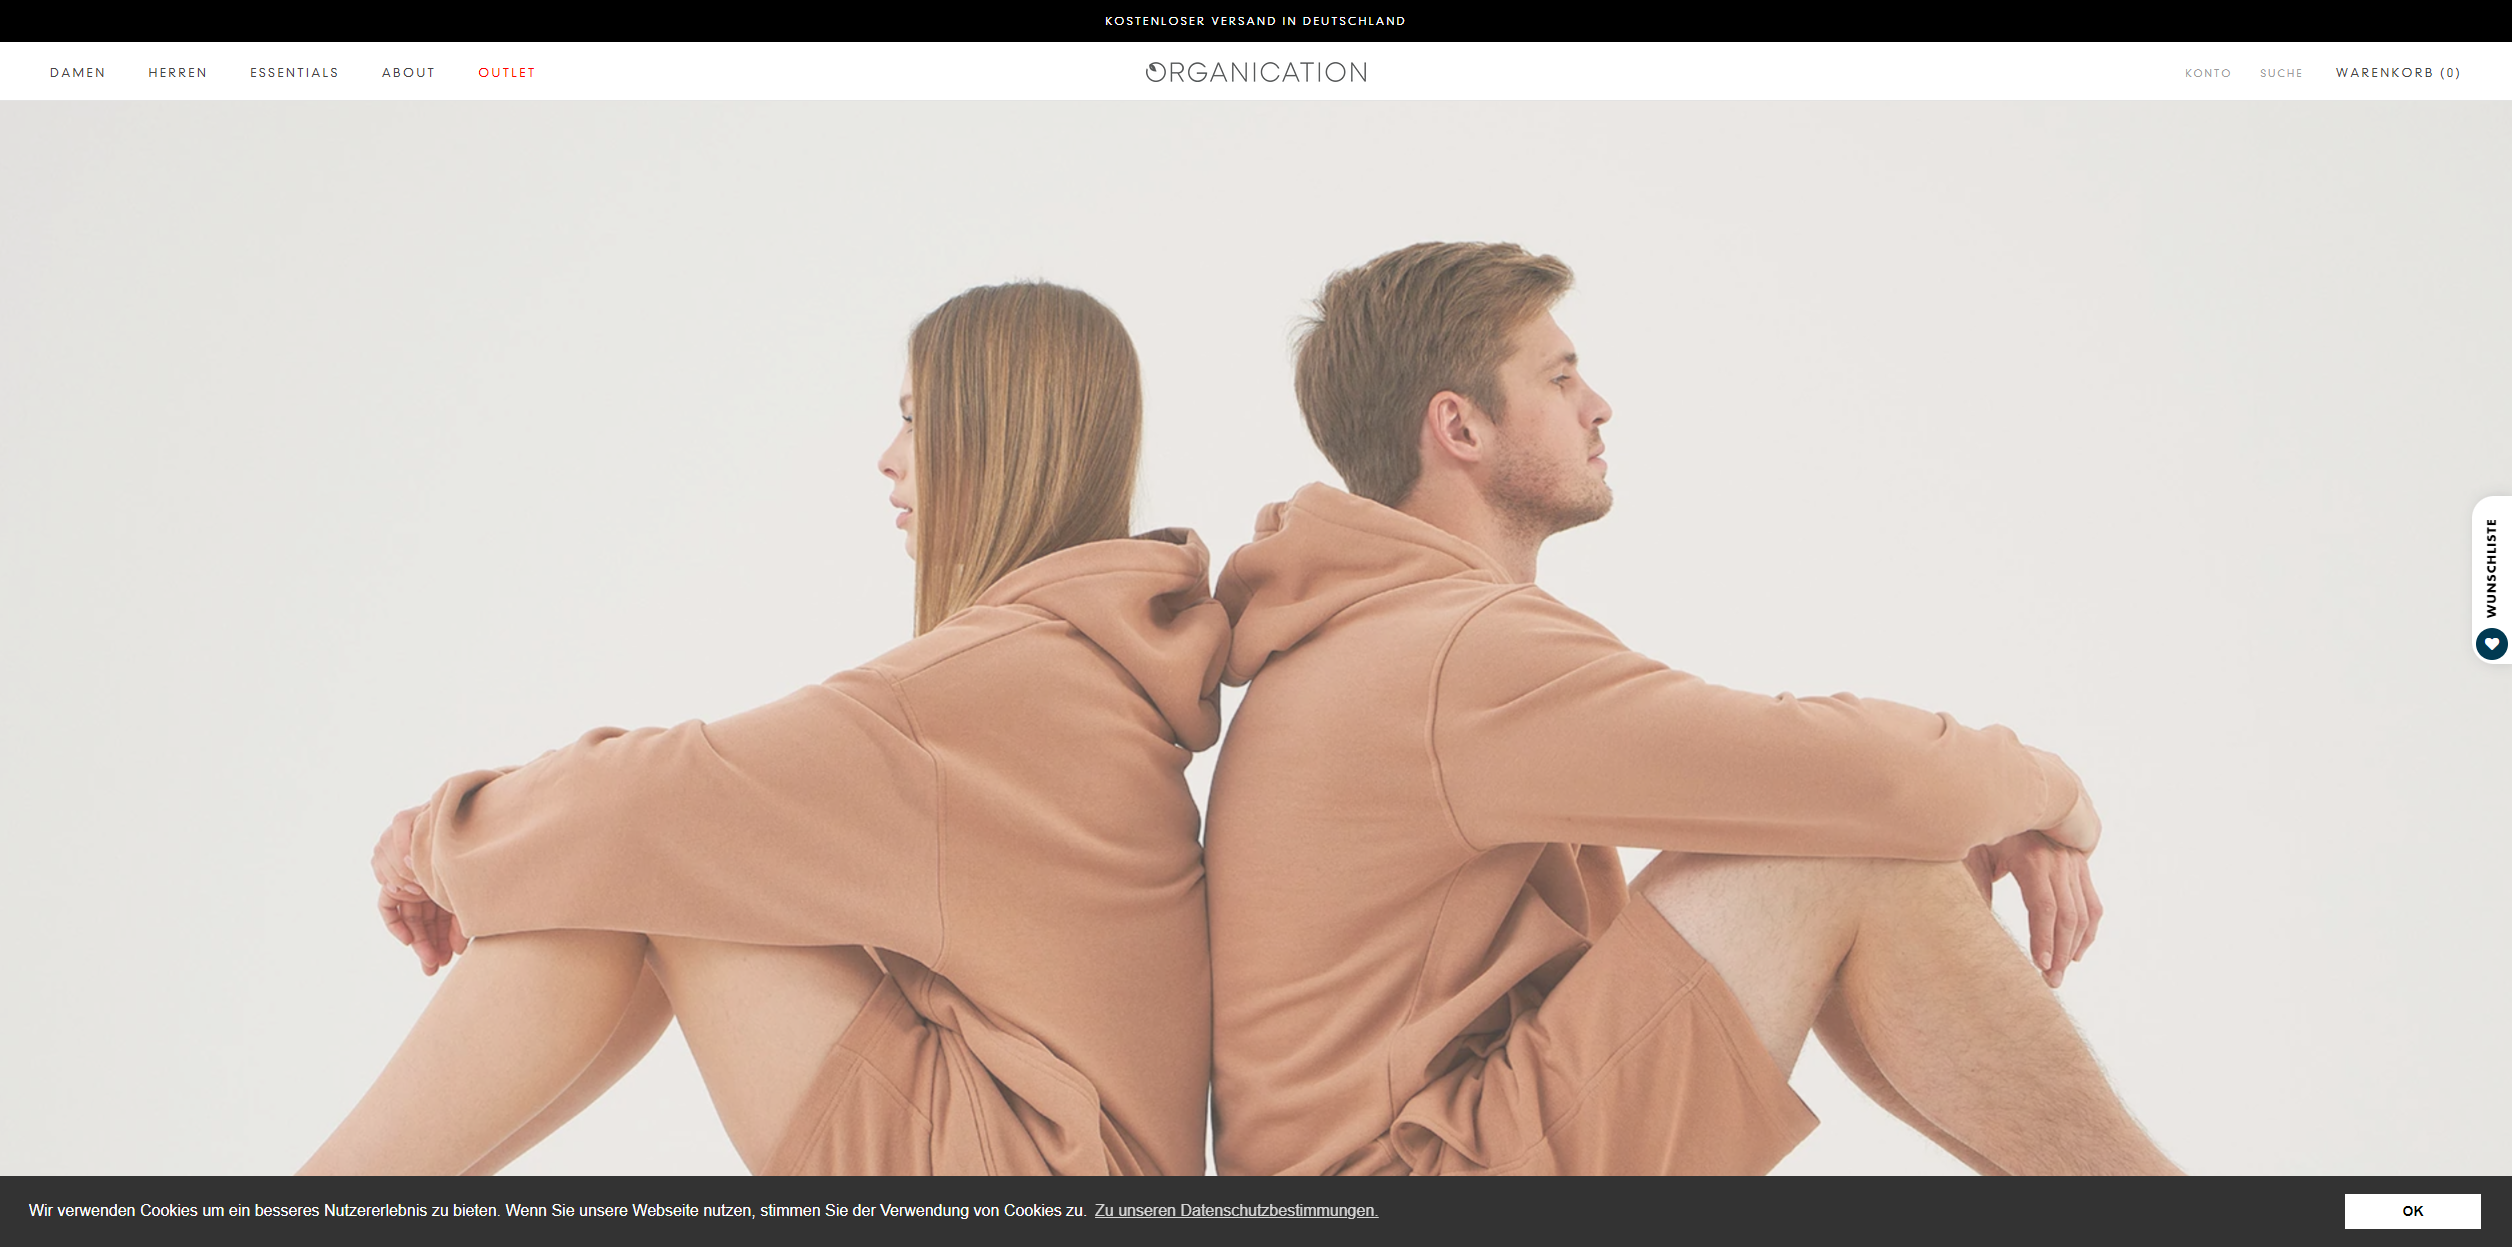 KOSTENLOSER VERSAND IN DEUTSCHLAND
DAMEN HERREN ESSENTIALS ABOUT OUTLET ORGANICATION KONTO SUCHE WARENKORB (0)
WUNSCHLISTE
Wir verwenden Cookies um ein besseres Nutzererlebnis zu bieten. Wenn Sie unsere Webseite nutzen, stimmen Sie der Verwendung von Cookies zu. Zu unseren Datenschutzbestimmungen. OK